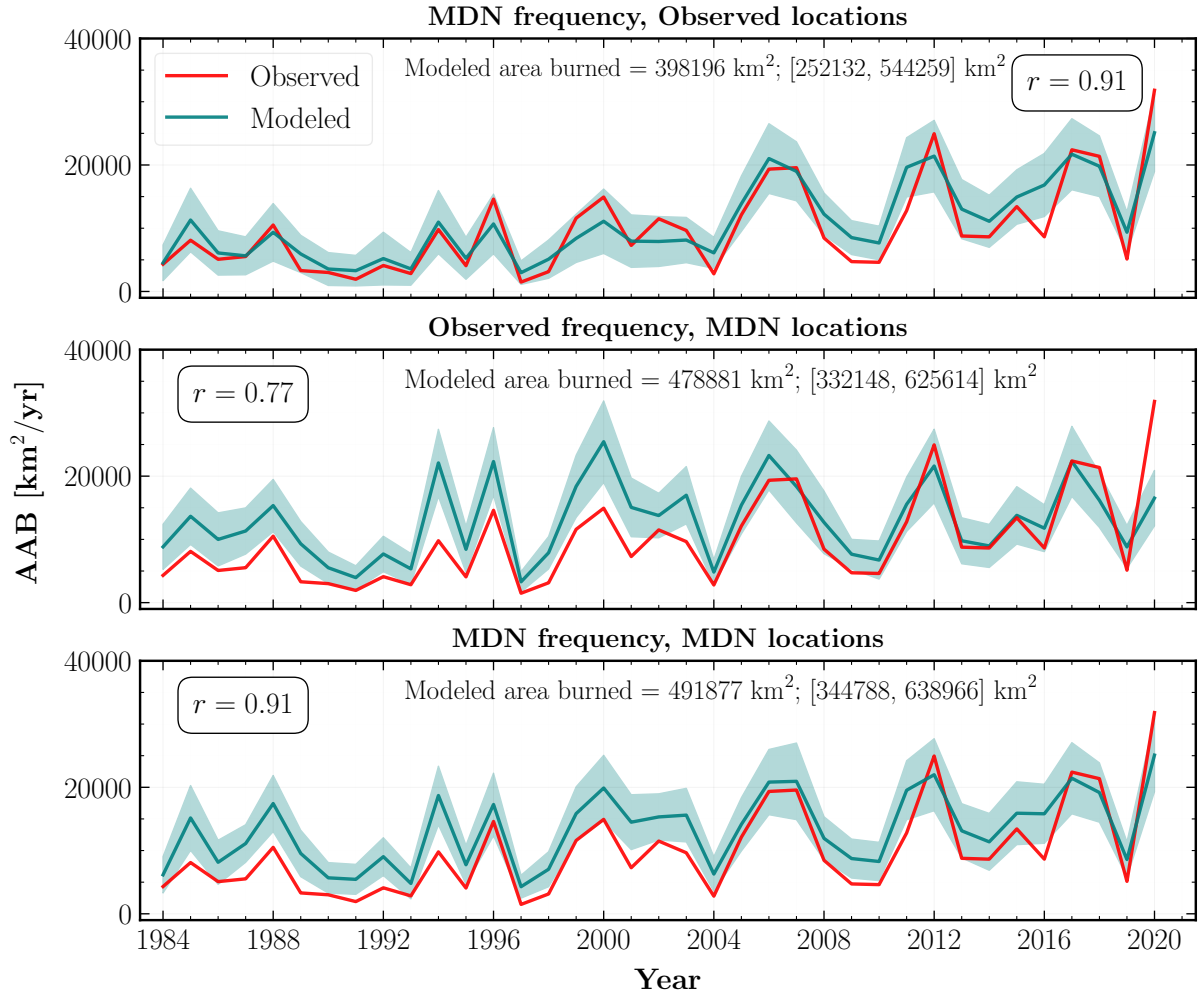 MDN frequency, Observed locations
40000
Observed
Modeled
Modeled area burned = 398196 km²; [252132, 544259] km²
r = 0.91
20000
0
Observed frequency, MDN locations
40000
r = 0.77
Modeled area burned = 478881 km²; [332148, 625614] km²
20000
0
AAB [km²/yr]
MDN frequency, MDN locations
40000
r = 0.91
Modeled area burned = 491877 km²; [344788, 638966] km²
20000
0
1984 1988 1992 1996 2000 2004 2008 2012 2016 2020
Year